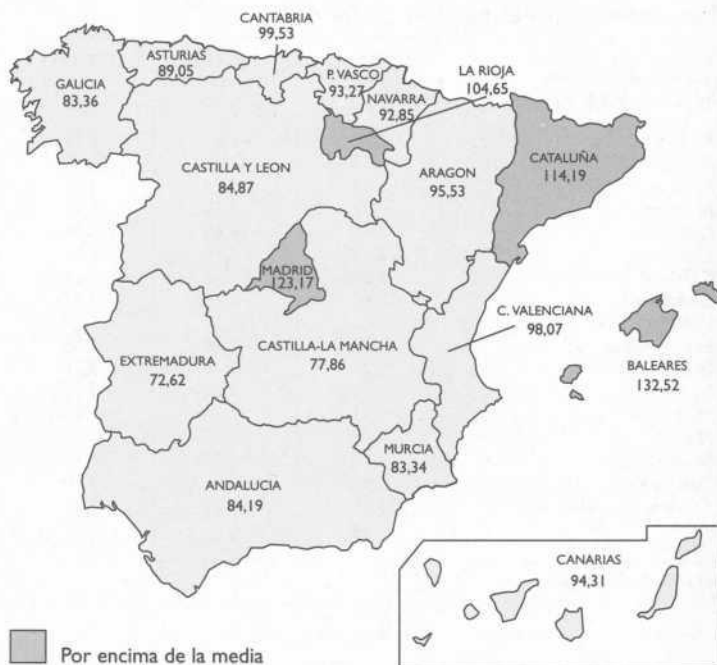 CANTABRIA
99,53
ASTURIAS
89,05
GALICIA
83,36
P. VASCO
93,27
NAVARRA
92,85
LA RIOJA
104,65
CASTILLA Y LEON
84,87
ARAGON
95,53
CATALUÑA
114,19
MADRID
123,17
C. VALENCIANA
98,07
BALEARES
132,52
EXTREMADURA
72,62
CASTILLA-LA MANCHA
77,86
MURCIA
83,34
ANDALUCIA
84,19
CANARIAS
94,31
Por encima de la media